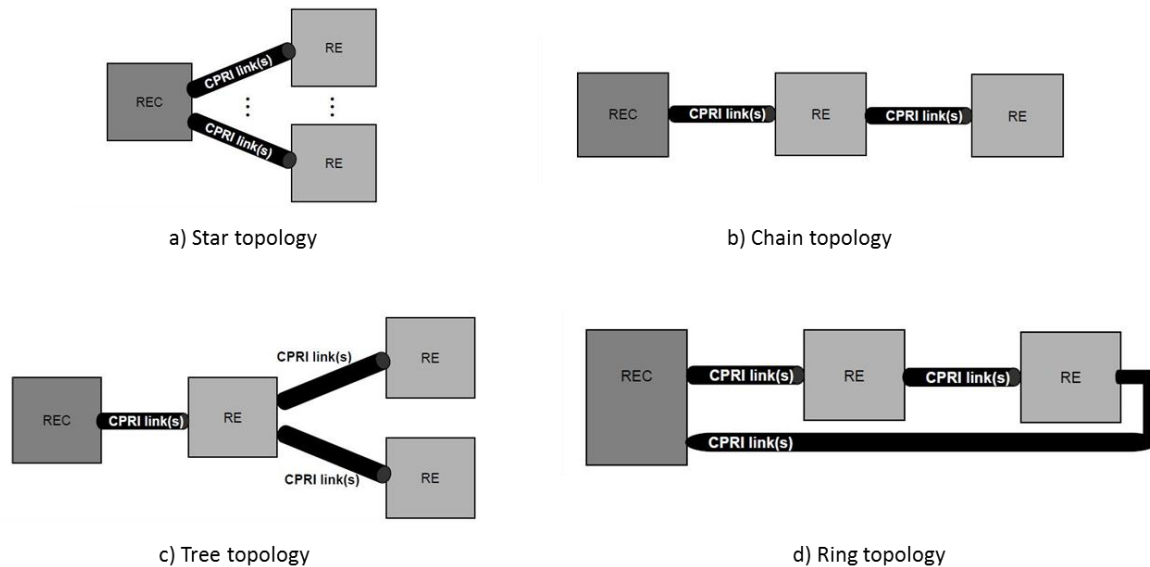 RE
CPRI link(s)
REC
CPRI link(s)
RE
a) Star topology
REC
CPRI link(s)
RE
CPRI link(s)
RE
b) Chain topology
CPRI link(s)
RE
REC
CPRI link(s)
RE
CPRI link(s)
RE
c) Tree topology
REC
CPRI link(s)
RE
CPRI link(s)
RE
CPRI link(s)
d) Ring topology